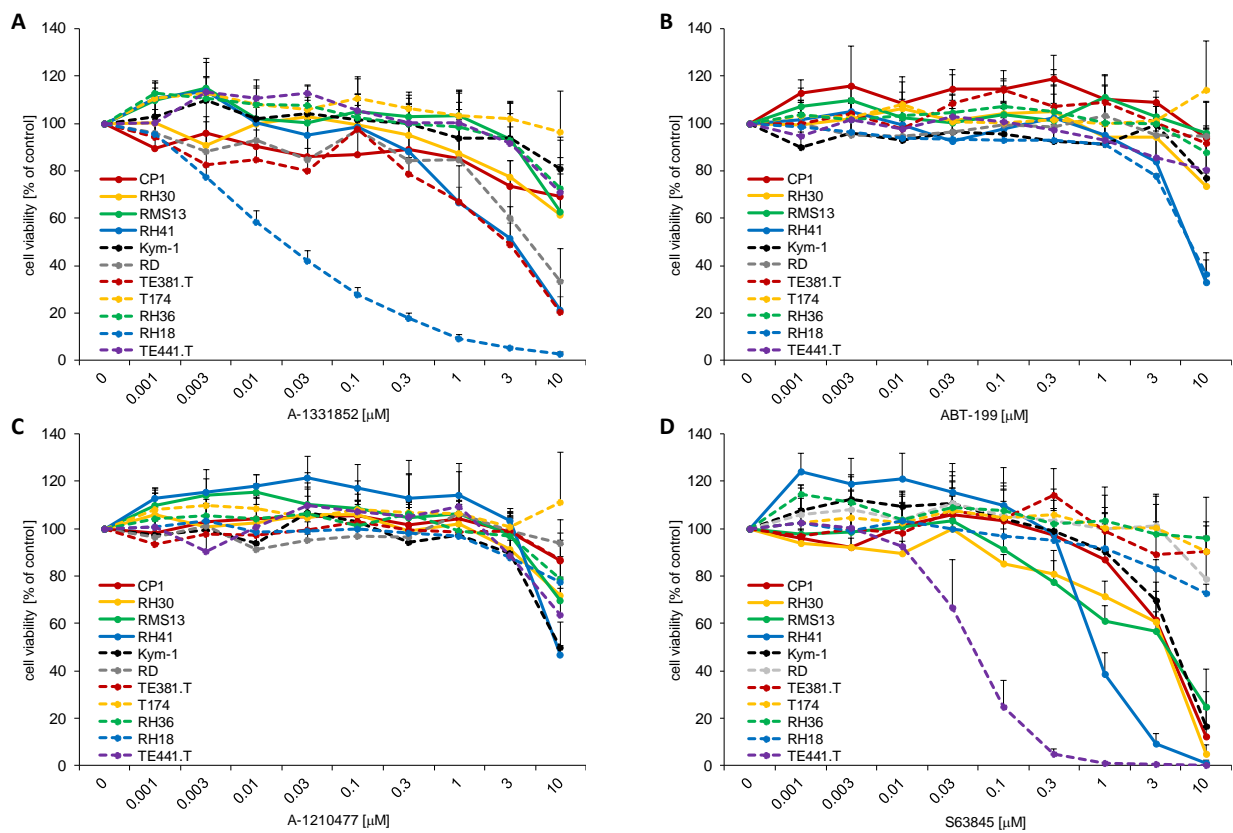 A
cell viability [% of control]
140
120
100
80
60
40
20
0
CP1
RH30
RMS13
RH41
Kym-1
RD
TE381.T
T174
RH36
RH18
TE441.T
0 0.001 0.003 0.01 0.03 0.1 0.3 1 3 10
A-1331852 [μM]
B
cell viability [% of control]
140
120
100
80
60
40
20
0
CP1
RH30
RMS13
RH41
Kym-1
RD
TE381.T
T174
RH36
RH18
TE441.T
0 0.001 0.003 0.01 0.03 0.1 0.3 1 3 10
ABT-199 [μM]
C
cell viability [% of control]
140
120
100
80
60
40
20
0
CP1
RH30
RMS13
RH41
Kym-1
RD
TE381.T
T174
RH36
RH18
TE441.T
0 0.001 0.003 0.01 0.03 0.1 0.3 1 3 10
A-1210477 [μM]
D
cell viability [% of control]
140
120
100
80
60
40
20
0
CP1
RH30
RMS13
RH41
Kym-1
RD
TE381.T
T174
RH36
RH18
TE441.T
0 0.001 0.003 0.01 0.03 0.1 0.3 1 3 10
S63845 [μM]